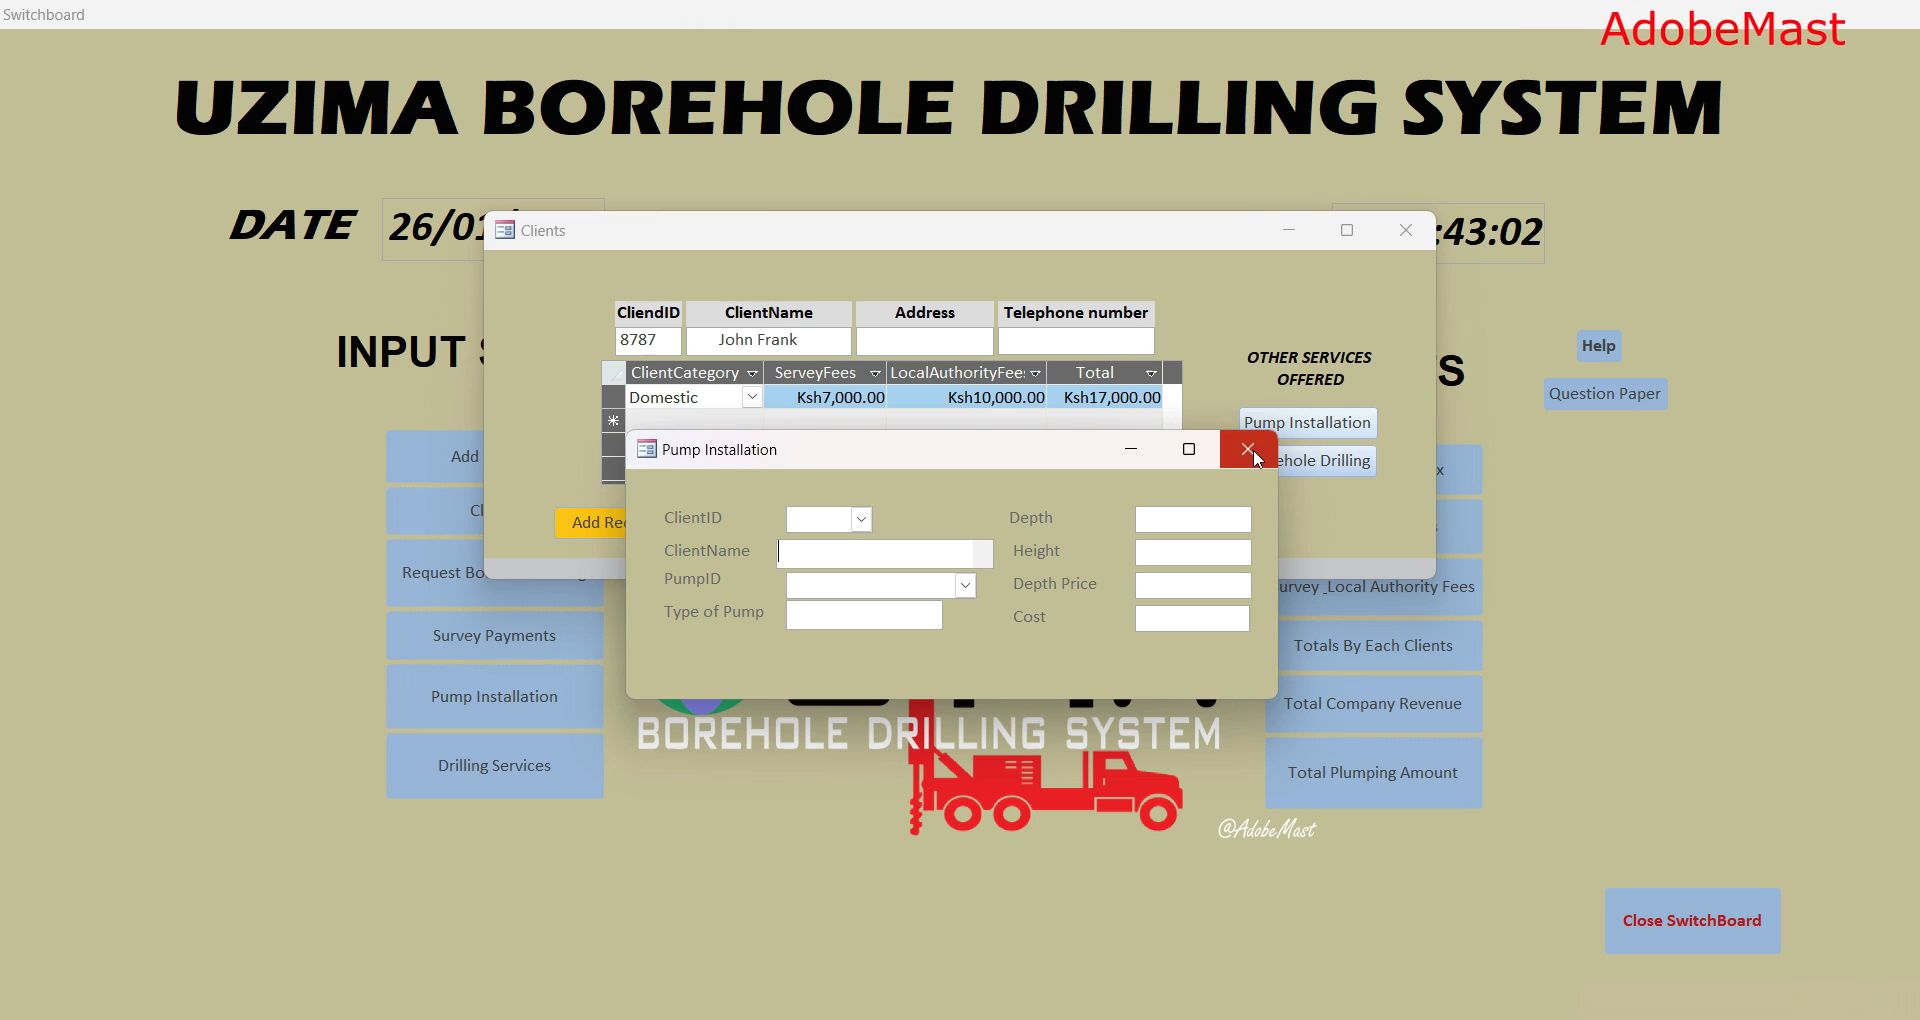 Switchboard
AdobeMast
UZIMA BOREHOLE DRILLING SYSTEM
DATE 26/01
:43:02
Clients
CliendID ClientName Address Telephone number
8787 John Frank
ClientCategory ServeyFees LocalAuthorityFee: Total
Domestic Ksh7,000.00 Ksh10,000.00 Ksh17,000.00
OTHER SERVICES
OFFERED
Pump Installation
ehole Drilling
Add Rec
INPUT
S
Help
Question Paper
Add
Cl
Request Bo
Survey Payments
Pump Installation
Drilling Services
Pump Installation
ClientID
ClientName
PumpID
Type of Pump
Depth
Height
Depth Price
Cost
x
s
urvey_Local Authority Fees
Totals By Each Clients
Total Company Revenue
Total Plumping Amount
BOREHOLE DRILLING SYSTEM
@AdobeMast
Close SwitchBoard